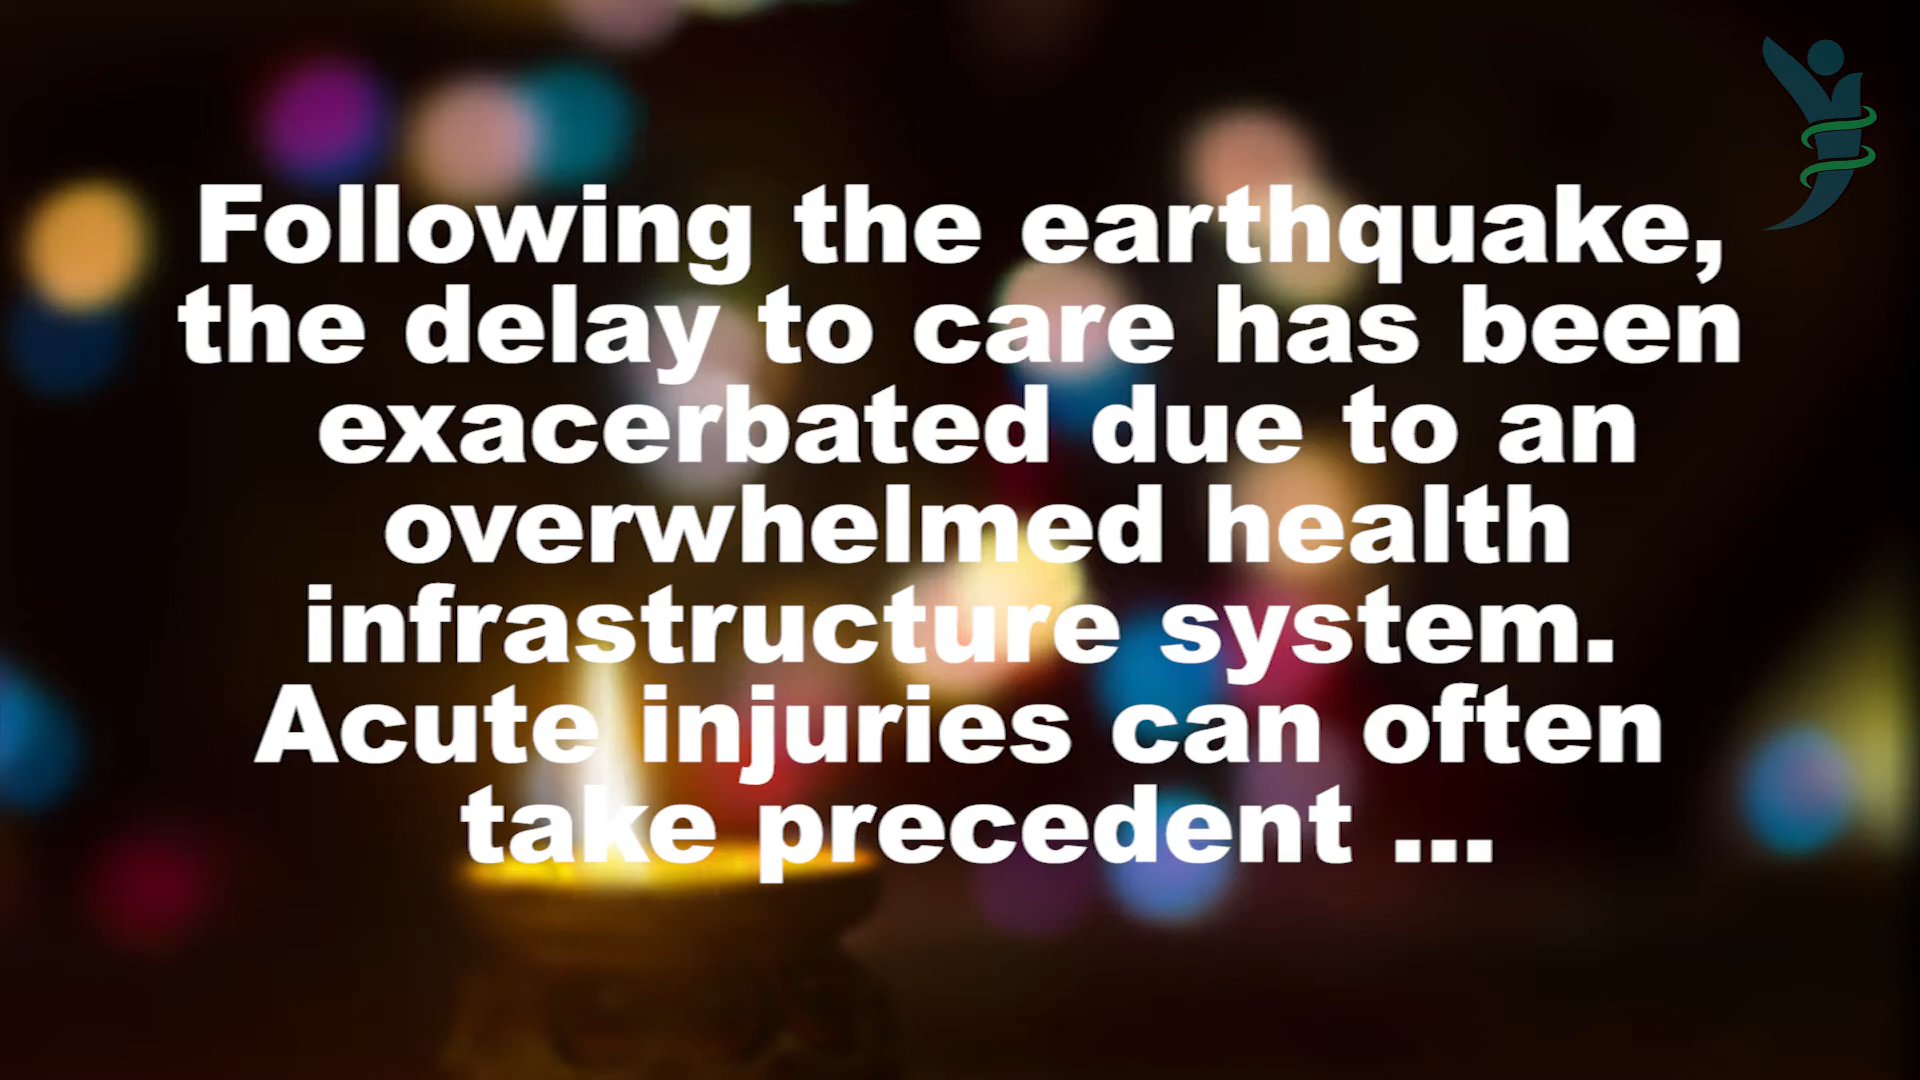 Following the earthquake,
the delay to care has been
exacerbated due to an
overwhelmed health
infrastructure system.
Acute injuries can often
take precedent ...